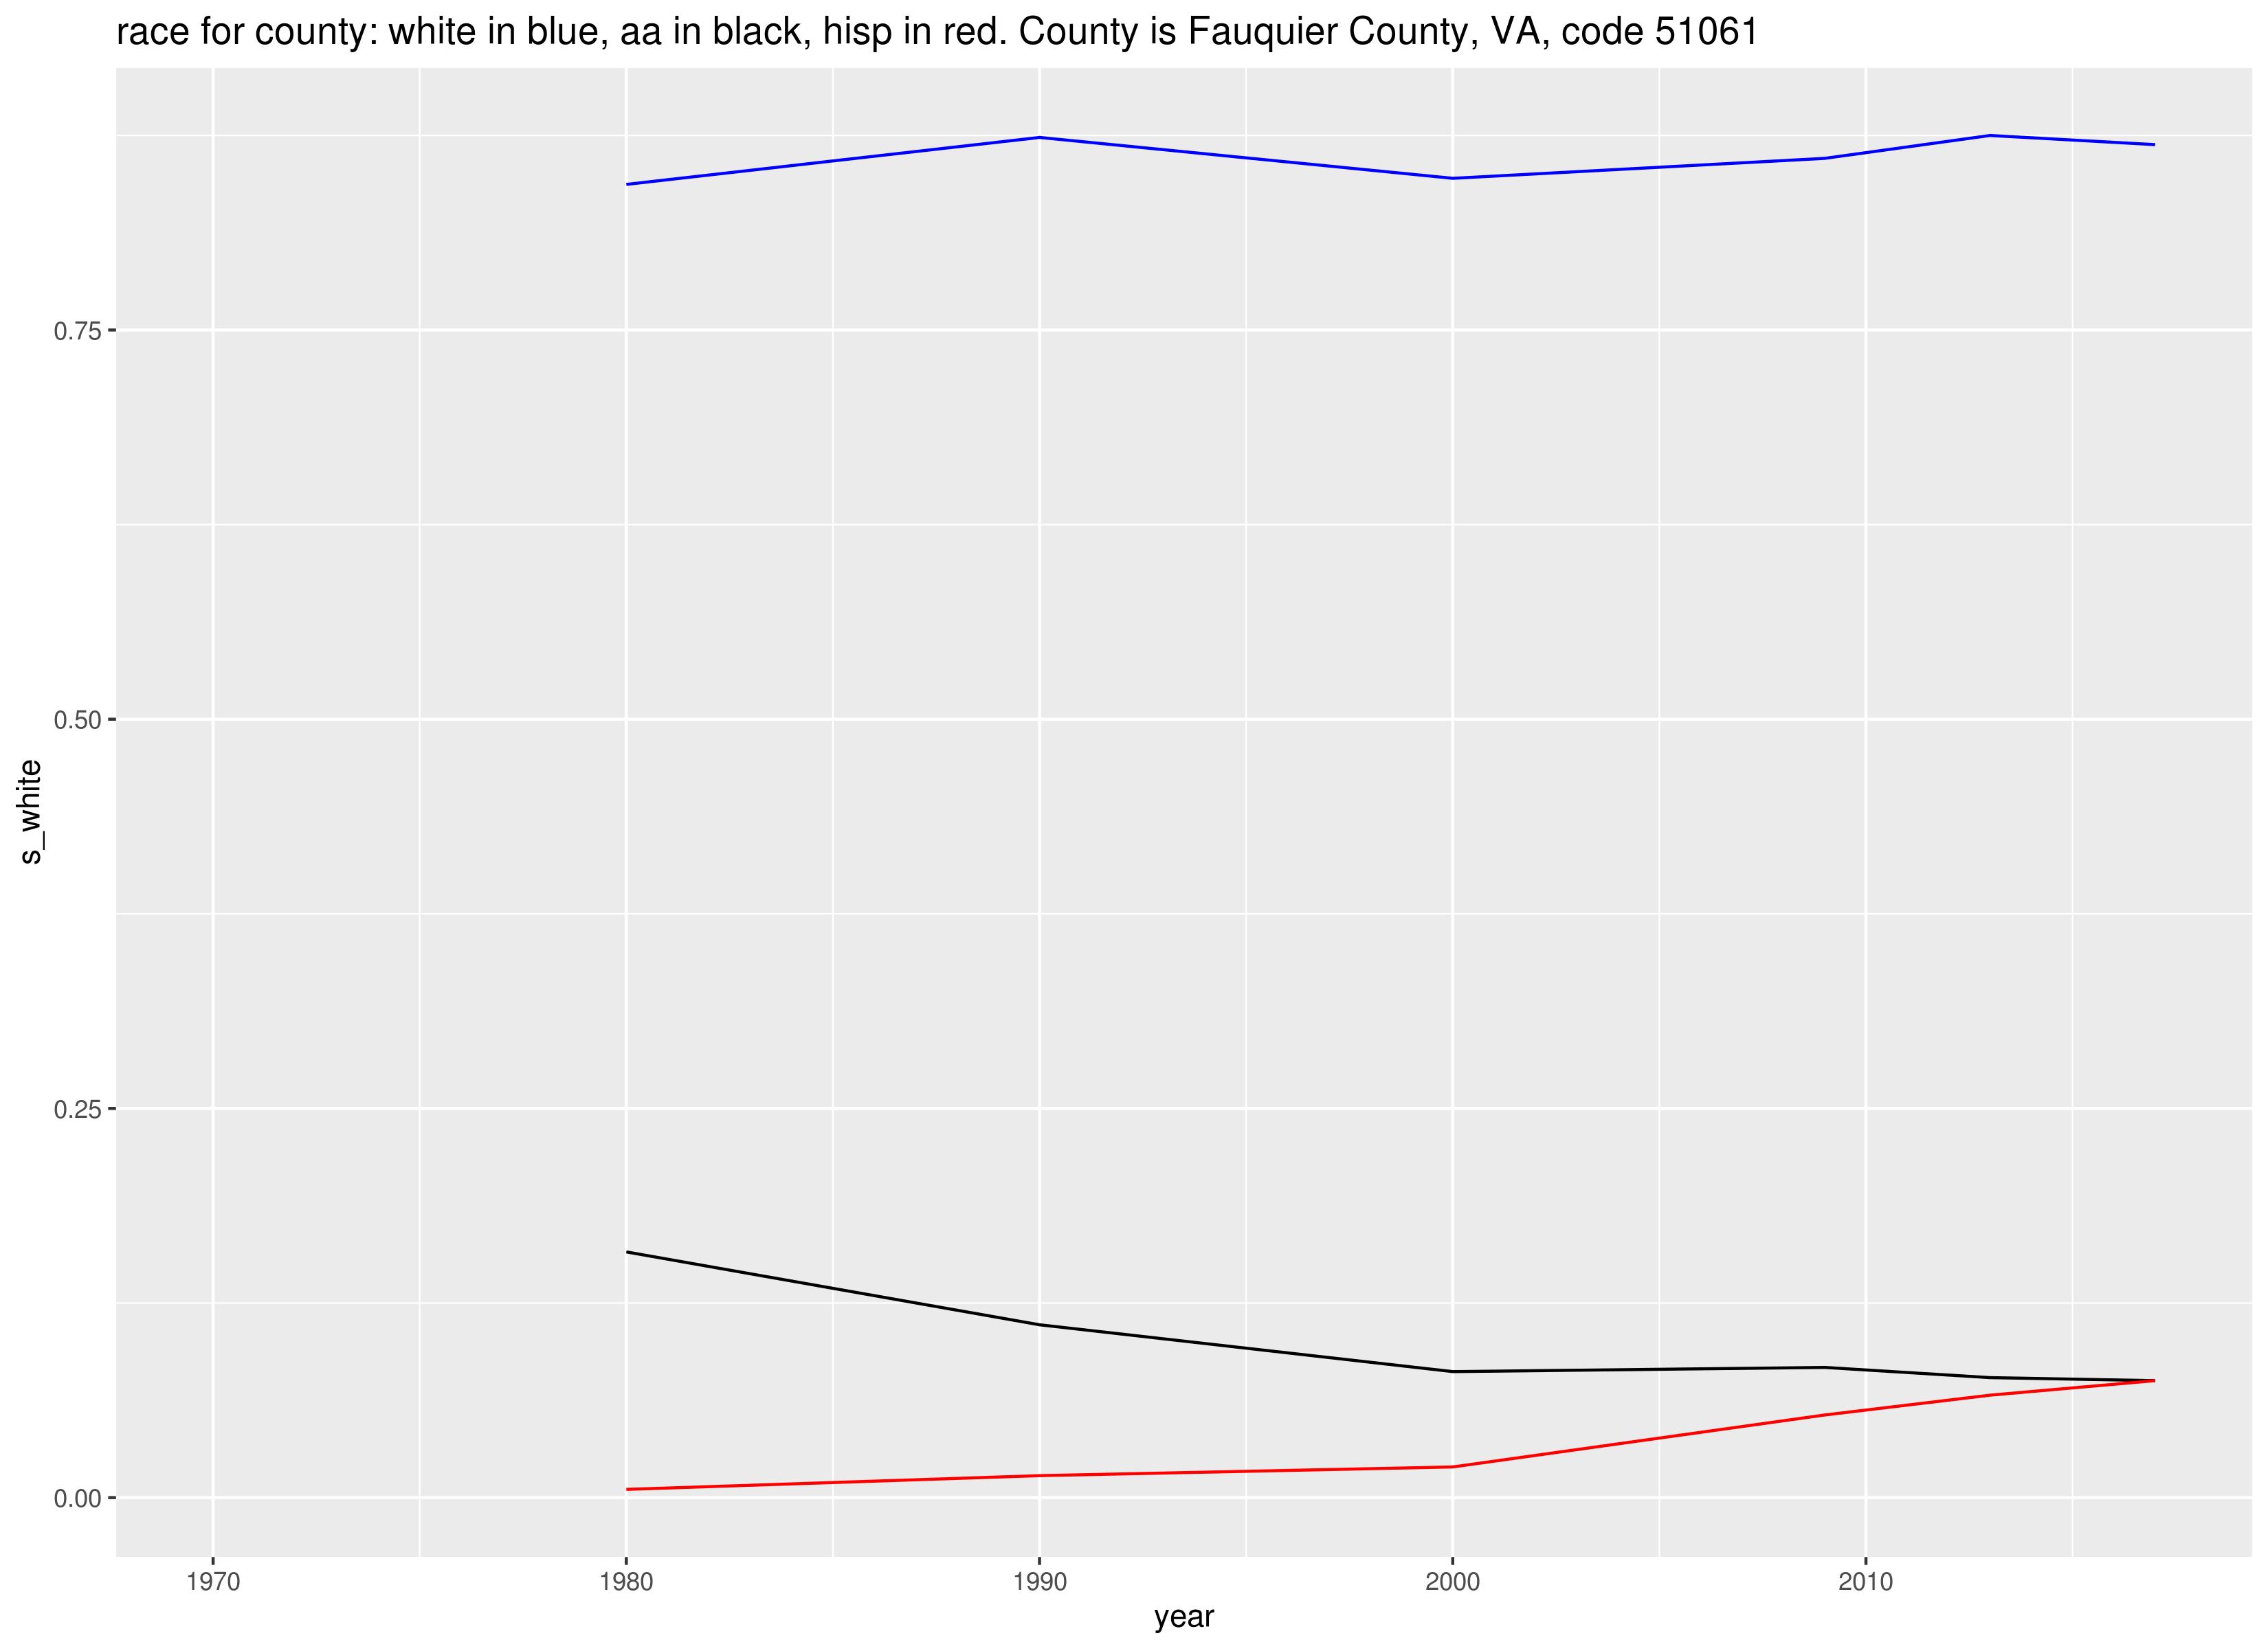 race for county: white in blue, aa in black, hisp in red. County is Fauquier County, VA, code 51061
s_white
0.75
0.50
0.25
0.00
1970 1980 1990 2000 2010
year